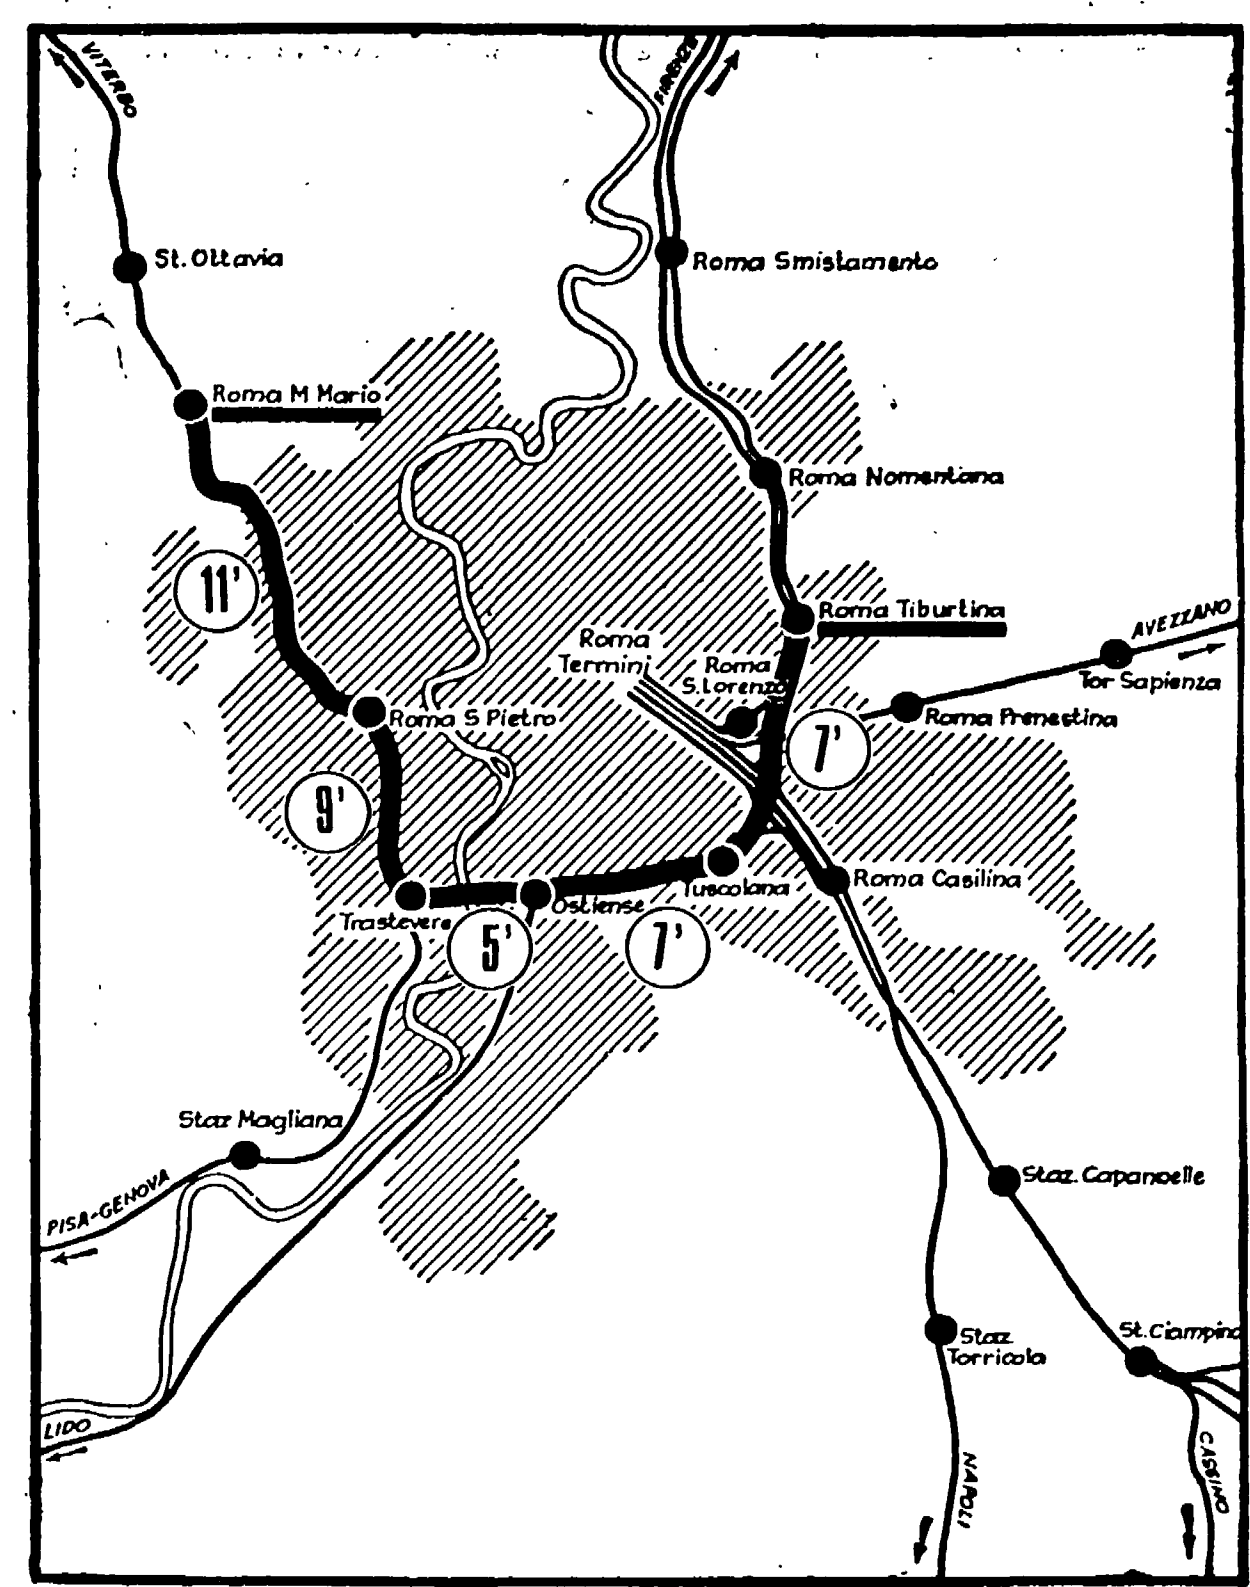 VITERBO
FIRENZE
St. Ottavia
Roma Smistamento
Roma M Mario
Roma Nomentana
11'
Roma Tiburtina
AVEZZANO
Roma
Termini
Roma
S. Lorenzo
Tor Sapienza
Roma S Pietro
Roma Prenestina
7'
9'
Tuscolana
Roma Casilina
Ostiense
Trastevere
5'
7'
Staz Magliana
PISA-GENOVA
Staz. Capannelle
St. Ciampino
Staz
Torricola
LIDO
NAPOLI
CASSINO